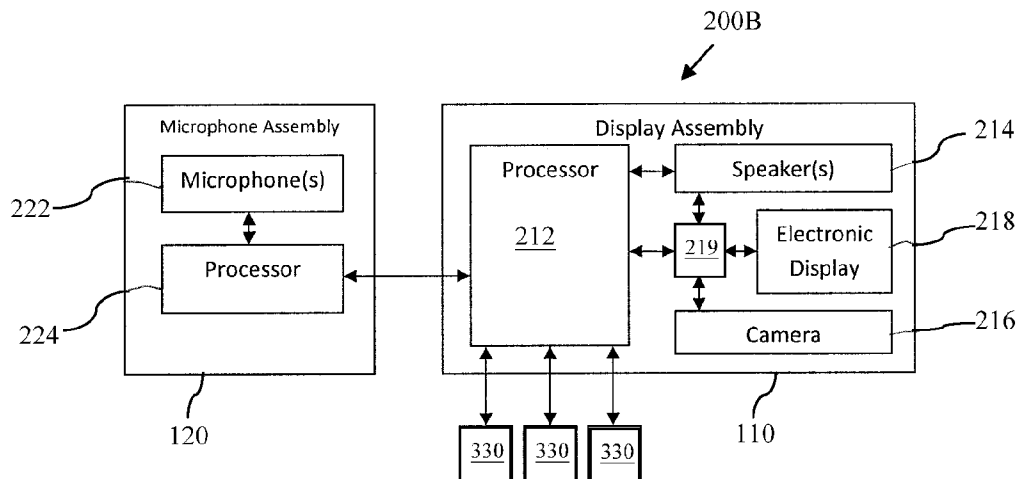 200B
Microphone Assembly
Display Assembly
214
Microphone(s)
Processor
Speaker(s)
222
218
212
219
Electronic
Display
Processor
224
216
Camera
120
110
330
330
330